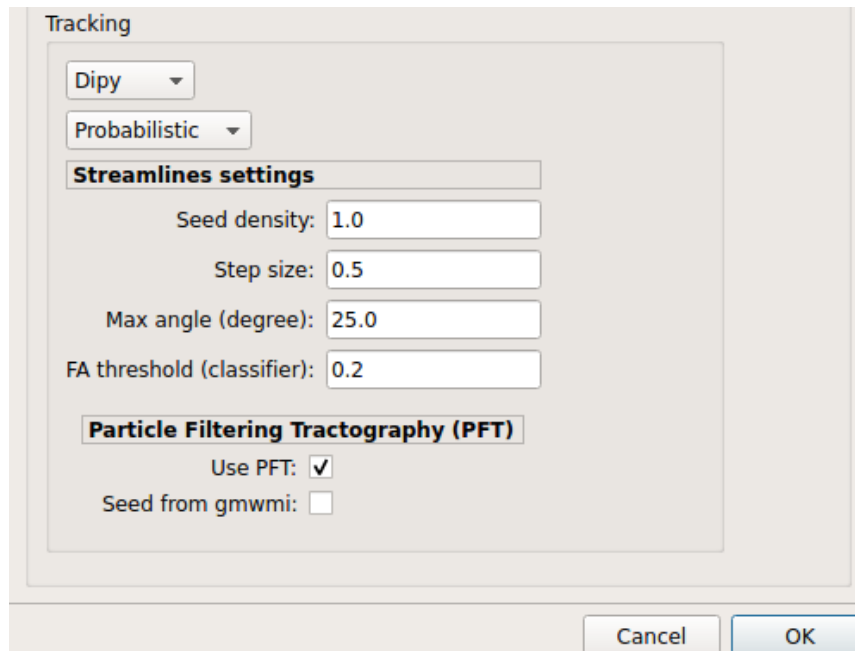 Tracking
Dipy
Probabilistic
Streamlines settings
Seed density: 1.0
Step size: 0.5
Max angle (degree): 25.0
FA threshold (classifier): 0.2
Particle Filtering Tractography (PFT)
Use PFT:
Seed from gmwmi:
Cancel OK